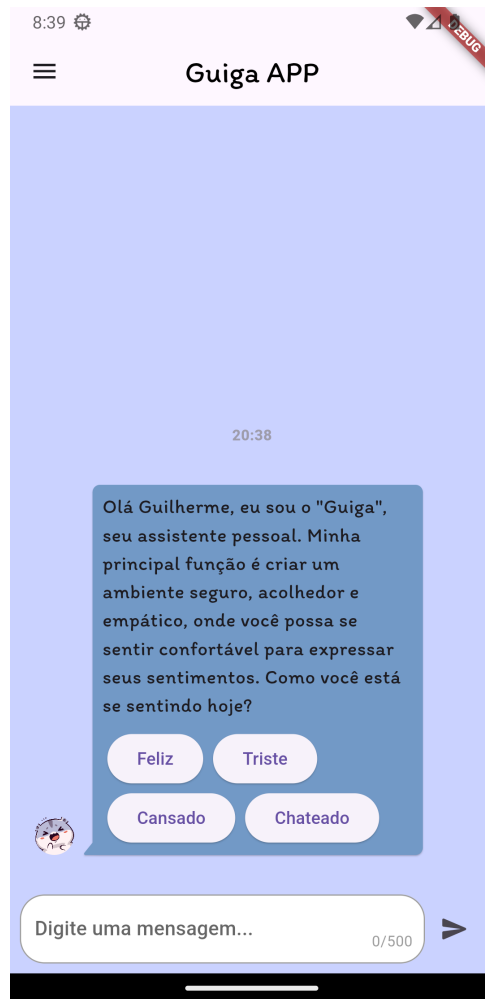 8:39
DEBUG
Guiga APP
20:38
Olá Guilherme, eu sou o "Guiga",
seu assistente pessoal. Minha
principal função é criar um
ambiente seguro, acolhedor e
empático, onde você possa se
sentir confortável para expressar
seus sentimentos. Como você está
se sentindo hoje?
Feliz
Triste
Cansado
Chateado
Digite uma mensagem...
0/500